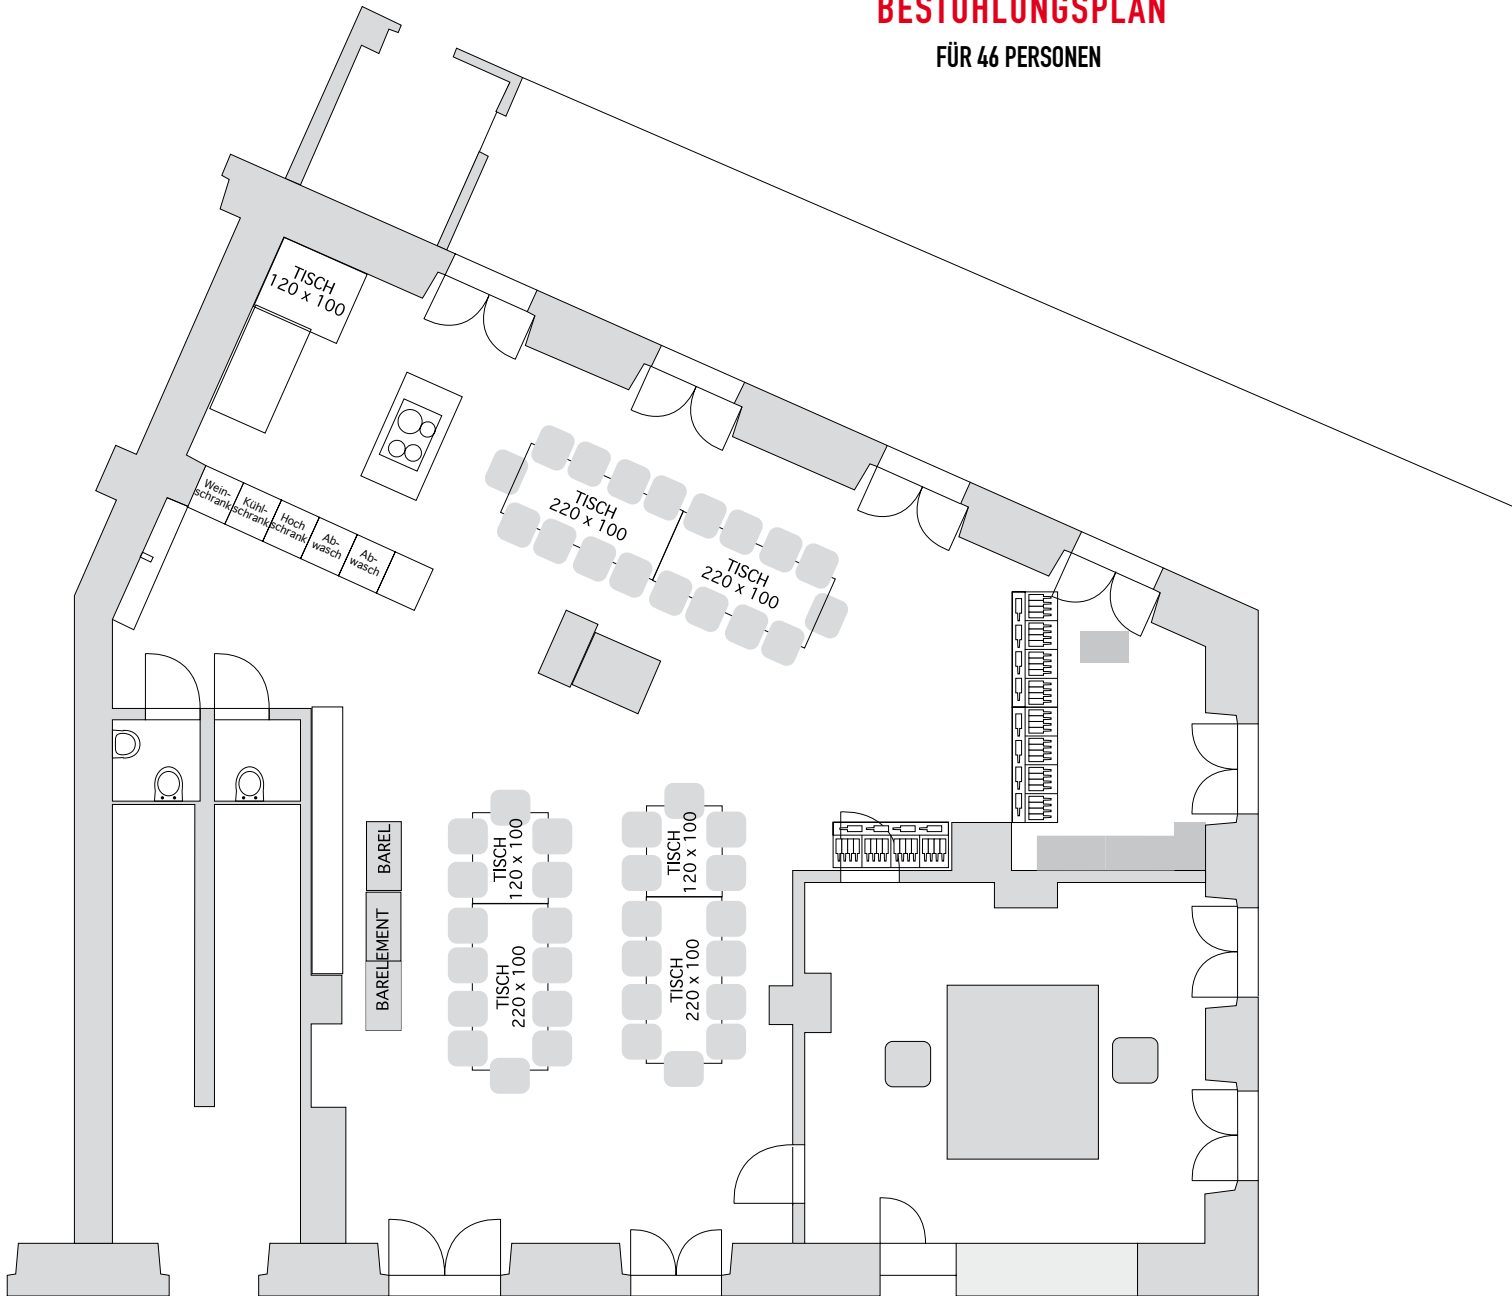 BESTUHLUNGSPLAN
FÜR 46 PERSONEN
TISCH
120 x 100
Wein-
schrank
Kühl-
schrank
Hoch
schrank
Ab-
wasch
Ab-
wasch
TISCH
220 x 100
TISCH
220 x 100
BAREL
BARELEMENT
TISCH
120 x 100
TISCH
220 x 100
TISCH
120 x 100
TISCH
220 x 100